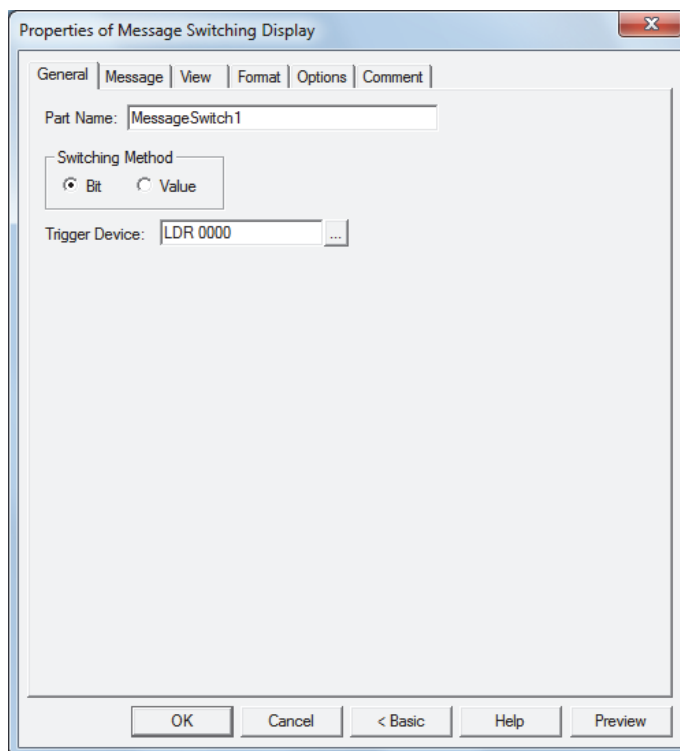 Properties of Message Switching Display
General Message View Format Options Comment
Part Name: MessageSwitch1
Switching Method
Bit Value
Trigger Device: LDR 0000 ...
OK Cancel < Basic Help Preview